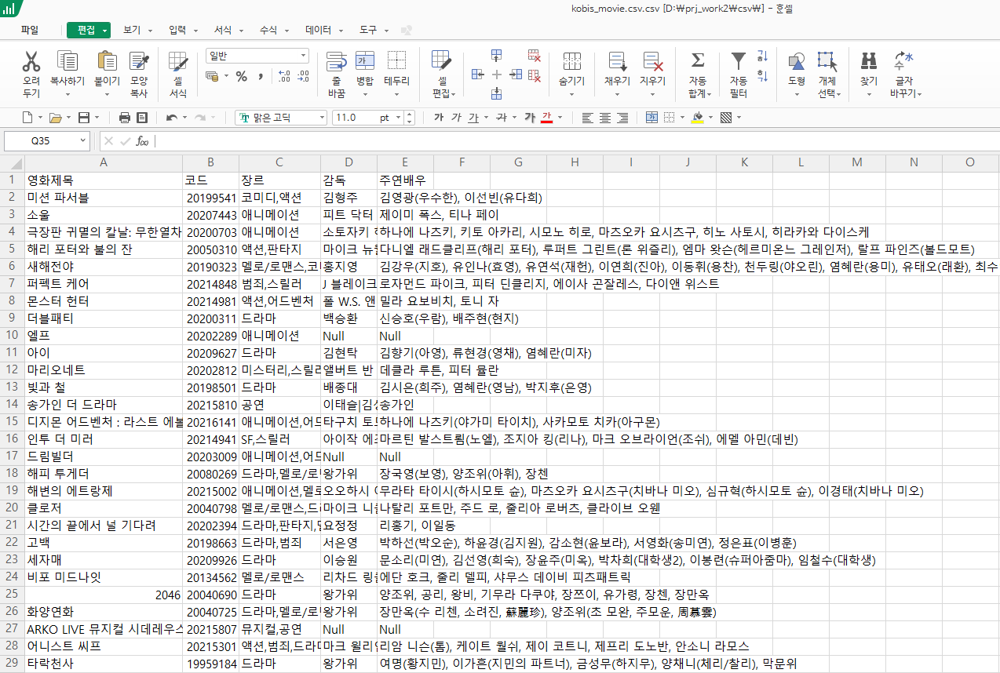 kobis_movie.csv.csv [D:₩prj_work2₩csv₩] - 훈셀
파일 편집 보기 입력 서식 수식 데이터 도구
오려 두기 복사하기 붙이기 모양 복사 셀 서식 일반 % , 줄 바꿈 병합 테두리 셀 편집 숨기기 채우기 지우기 자동 합계 자동 필터 도형 개체 선택 찾기 글자 바꾸기
맑은 고딕 11.0 pt 가 가 가 가 가 가
Q35
A B C D E F G H I J K L M N O
1 영화제목 코드 장르 감독 주연배우
2 미션 파서블 20199541 코미디,액션 김형주 김영광(우수한), 이선빈(유다희)
3 소울 20207443 애니메이션 피트 닥터 제이미 폭스, 티나 페이
4 극장판 귀멸의 칼날: 무한열차 20200703 애니메이션 소토자키 하나에 나츠키, 키토 아카리, 시모노 히로, 마츠오카 요시츠구, 히노 사토시, 히라카와 다이스케
5 해리 포터와 불의 잔 20050310 액션,판타지 마이크 뉴 다니엘 래드클리프(해리 포터), 루퍼트 그린트(론 위즐리), 엠마 왓슨(헤르미온느 그레인저), 랄프 파인즈(볼드모트)
6 새해전야 20190323 멜로/로맨스,코 홍지영 김강우(지호), 유인나(효영), 유연석(재헌), 이연희(진아), 이동휘(용찬), 천두링(야오린), 염혜란(용미), 유태오(래환), 최수
7 퍼펙트 케어 20214848 범죄,스릴러 J 블레이크 로자먼드 파이크, 피터 딘클리지, 에이사 곤잘레스, 다이앤 위스트
8 몬스터 헌터 20214981 액션,어드벤처 폴 W.S. 앤 밀라 요보비치, 토니 자
9 더블패티 20200311 드라마 백승환 신승호(우람), 배주현(현지)
10 엘프 20202289 애니메이션 Null Null
11 아이 20209627 드라마 김현탁 김향기(아영), 류현경(영채), 염혜란(미자)
12 마리오네트 20202812 미스터리,스릴러 앨버트 반 데클라 루튼, 피터 뮬란
13 빛과 철 20198501 드라마 배종대 김시은(희주), 염혜란(영남), 박지후(은영)
14 송가인 더 드라마 20215810 공연 이태슬|김 송가인
15 디지몬 어드벤처 : 라스트 에볼 20216141 애니메이션,어드 타구치 토 하나에 나츠키(야가미 타이치), 사카모토 치카(아구몬)
16 인투 더 미러 20214941 SF,스릴러 아이작 에 마르틴 발스트룀(노엘), 조지아 킹(리나), 마크 오브라이언(조쉬), 에멜 아민(데빈)
17 드림빌더 20203009 애니메이션,어드 Null Null
18 해피 투게더 20080269 드라마,멜로/로 왕가위 장국영(보영), 양조위(아휘), 장첸
19 해변의 에트랑제 20215002 애니메이션,멜로 오오하시 무라타 타이시(하시모토 슌), 마츠오카 요시츠구(치바나 미오), 심규혁(하시모토 슌), 이경태(치바나 미오)
20 클로저 20040798 멜로/로맨스,드 마이크 니 나탈리 포트만, 주드 로, 줄리아 로버츠, 클라이브 오웬
21 시간의 끝에서 널 기다려 20202394 드라마,판타지, 요정정 리홍기, 이일동
22 고백 20198663 드라마,범죄 서은영 박하선(박오순), 하윤경(김지원), 감소현(윤보라), 서영화(송미연), 정은표(이병훈)
23 세자매 20209926 드라마 이승원 문소리(미연), 김선영(희숙), 장윤주(미옥), 박차희(대학생2), 이봉련(슈퍼아줌마), 임철수(대학생)
24 비포 미드나잇 20134562 멜로/로맨스 리차드 링 에단 호크, 줄리 델피, 샤무스 데이비 피츠패트릭
25 2046 20040690 드라마 왕가위 양조위, 공리, 왕비, 기무라 다쿠야, 장쯔이, 유가령, 장첸, 장만옥
26 화양연화 20040725 드라마,멜로/로 왕가위 장만옥(수 리첸, 소려진, 蘇麗珍), 양조위(초 모완, 주모운, 周慕雲)
27 ARKO LIVE 뮤지컬 시데레우스 20215807 뮤지컬,공연 Null Null
28 어니스트 씨프 20215301 액션,범죄,드라마 마크 윌리 리암 니슨(톰), 케이트 월쉬, 제이 코트니, 제프리 도노반, 안소니 라모스
29 타락천사 19959184 드라마 왕가위 여명(황지민), 이가흔(지민의 파트너), 금성무(하지무), 양채니(체리/찰리), 막문위